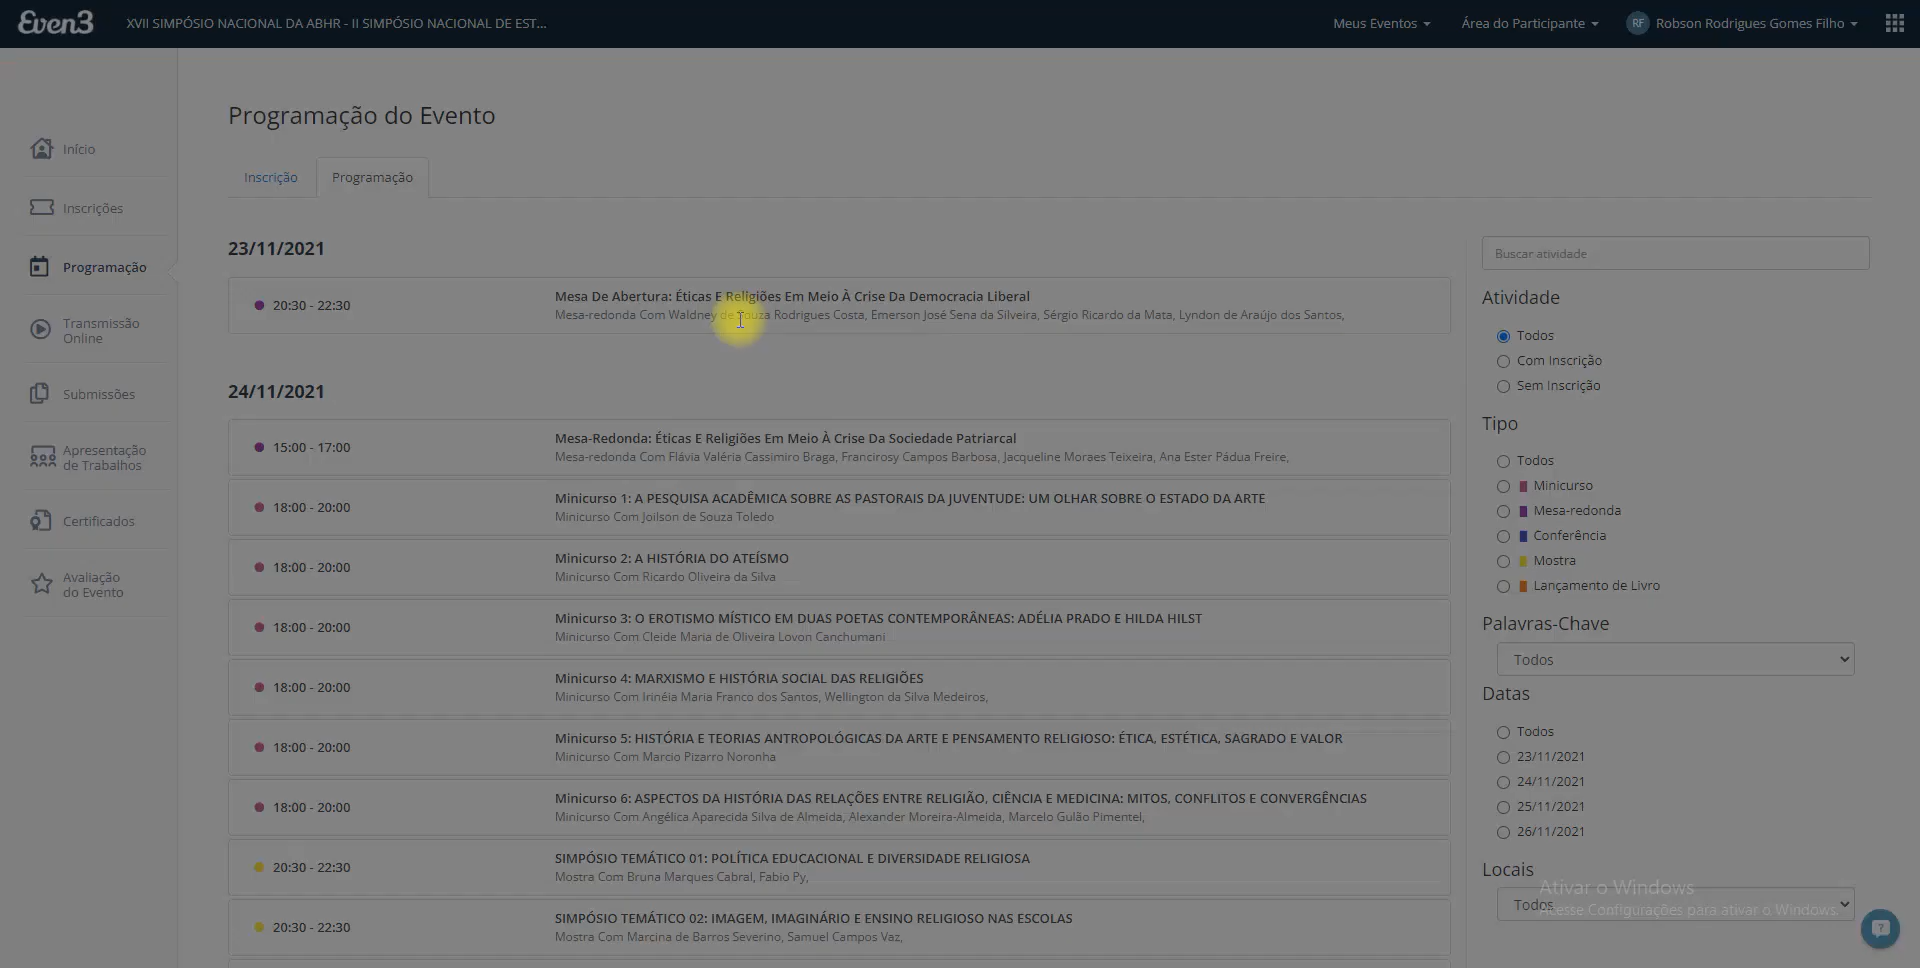 Even3
XVII SIMPÓSIO NACIONAL DA ABHR - II SIMPÓSIO NACIONAL DE EST...
Meus Eventos
Área do Participante
RF
Robson Rodrigues Gomes Filho
Início
Inscrições
Programação
Transmissão
Online
Submissões
Apresentação
de Trabalhos
Certificados
Avaliação
do Evento
Programação do Evento
Inscrição
Programação
23/11/2021
20:30 - 22:30
Mesa De Abertura: Éticas E Religiões Em Meio À Crise Da Democracia Liberal
Mesa-redonda Com Waldney de Souza Rodrigues Costa, Emerson José Sena da Silveira, Sérgio Ricardo da Mata, Lyndon de Araújo dos Santos,
24/11/2021
15:00 - 17:00
Mesa-Redonda: Éticas E Religiões Em Meio À Crise Da Sociedade Patriarcal
Mesa-redonda Com Flávia Valéria Cassimiro Braga, Francirosy Campos Barbosa, Jacqueline Moraes Teixeira, Ana Ester Pádua Freire,
18:00 - 20:00
Minicurso 1: A PESQUISA ACADÊMICA SOBRE AS PASTORAIS DA JUVENTUDE: UM OLHAR SOBRE O ESTADO DA ARTE
Minicurso Com Joilson de Souza Toledo
18:00 - 20:00
Minicurso 2: A HISTÓRIA DO ATEÍSMO
Minicurso Com Ricardo Oliveira da Silva
18:00 - 20:00
Minicurso 3: O EROTISMO MÍSTICO EM DUAS POETAS CONTEMPORÂNEAS: ADÉLIA PRADO E HILDA HILST
Minicurso Com Cleide Maria de Oliveira Lovon Canchumani
18:00 - 20:00
Minicurso 4: MARXISMO E HISTÓRIA SOCIAL DAS RELIGIÕES
Minicurso Com Irinéia Maria Franco dos Santos, Wellington da Silva Medeiros,
18:00 - 20:00
Minicurso 5: HISTÓRIA E TEORIAS ANTROPOLÓGICAS DA ARTE E PENSAMENTO RELIGIOSO: ÉTICA, ESTÉTICA, SAGRADO E VALOR
Minicurso Com Marcio Pizarro Noronha
18:00 - 20:00
Minicurso 6: ASPECTOS DA HISTÓRIA DAS RELAÇÕES ENTRE RELIGIÃO, CIÊNCIA E MEDICINA: MITOS, CONFLITOS E CONVERGÊNCIAS
Minicurso Com Angélica Aparecida Silva de Almeida, Alexander Moreira-Almeida, Marcelo Gulão Pimentel,
20:30 - 22:30
SIMPÓSIO TEMÁTICO 01: POLÍTICA EDUCACIONAL E DIVERSIDADE RELIGIOSA
Mostra Com Bruna Marques Cabral, Fabio Py,
20:30 - 22:30
SIMPÓSIO TEMÁTICO 02: IMAGEM, IMAGINÁRIO E ENSINO RELIGIOSO NAS ESCOLAS
Mostra Com Marcina de Barros Severino, Samuel Campos Vaz,
Buscar atividade
Atividade
Todos
Com Inscrição
Sem Inscrição
Tipo
Todos
Minicurso
Mesa-redonda
Conferência
Mostra
Lançamento de Livro
Palavras-Chave
Todos
Datas
Todos
23/11/2021
24/11/2021
25/11/2021
26/11/2021
Locais
Todos
Ativar o Windows
Acesse Configurações para ativar o Windows.